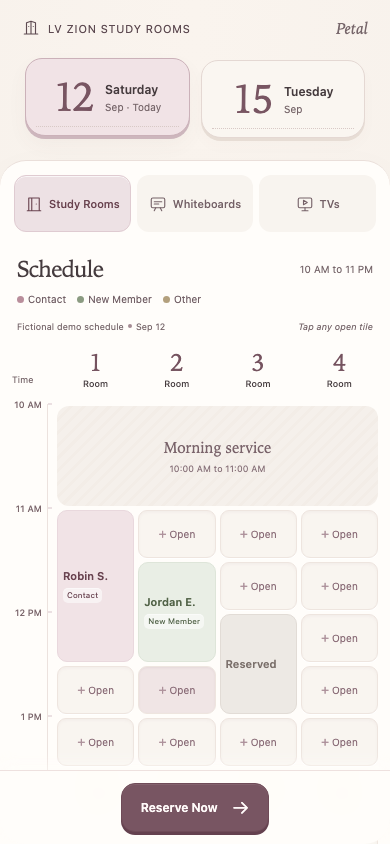 LV ZION STUDY ROOMS
Petal
12 Saturday
Sep · Today
15 Tuesday
Sep
Study Rooms
Whiteboards
TVs
Schedule
10 AM to 11 PM
Contact
New Member
Other
Fictional demo schedule • Sep 12
Tap any open tile
Time
1 Room
2 Room
3 Room
4 Room
10 AM
Morning service
10:00 AM to 11:00 AM
11 AM
Robin S.
Contact
+ Open
+ Open
+ Open
Jordan E.
New Member
+ Open
+ Open
12 PM
Reserved
+ Open
+ Open
+ Open
+ Open
1 PM
+ Open
+ Open
+ Open
+ Open
Reserve Now